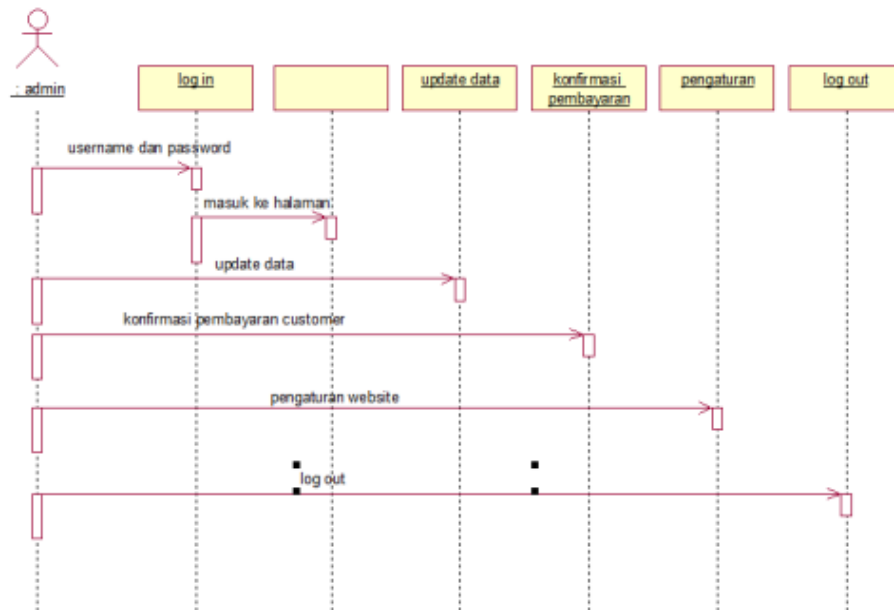 : admin
log in
update data
konfirmasi
pembayaran
pengaturan
log out
username dan password
masuk ke halaman
update data
konfirmasi pembayaran customer
pengaturan website
log out